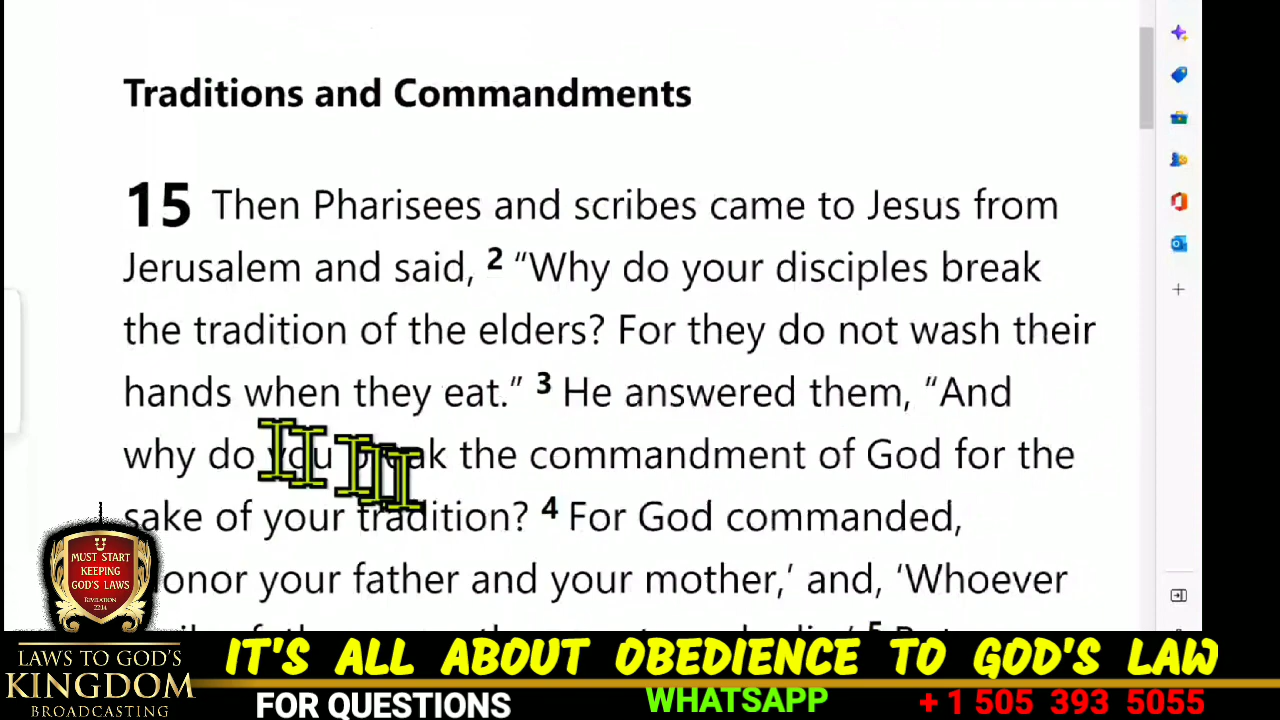 Traditions and Commandments
15 Then Pharisees and scribes came to Jesus from
Jerusalem and said, 2 “Why do your disciples break
the tradition of the elders? For they do not wash their
hands when they eat.” 3 He answered them, “And
why do you break the commandment of God for the
sake of your tradition? 4 For God commanded,
onor your father and your mother,’ and, ‘Whoever
MUST START
KEEPING
GOD'S LAWS
REVELATION
22:14
LAWS TO GOD'S
KINGDOM
BROADCASTING
IT'S ALL ABOUT OBEDIENCE TO GOD'S LAW
FOR QUESTIONS WHATSAPP + 1 505 393 5055